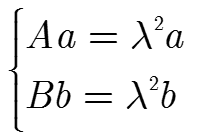 Aa = λ²a
Bb = λ²b